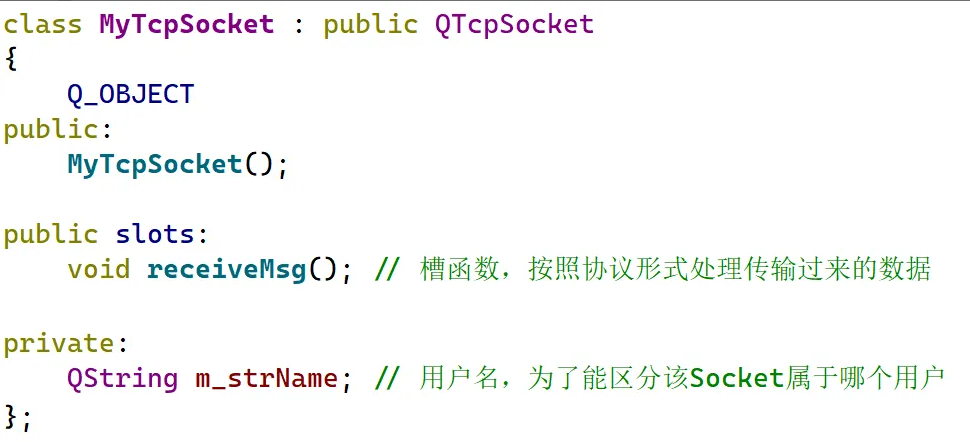 class MyTcpSocket : public QTcpSocket
{
    Q_OBJECT
public:
    MyTcpSocket();

public slots:
    void receiveMsg(); // 槽函数，按照协议形式处理传输过来的数据

private:
    QString m_strName; // 用户名，为了能区分该Socket属于哪个用户
};